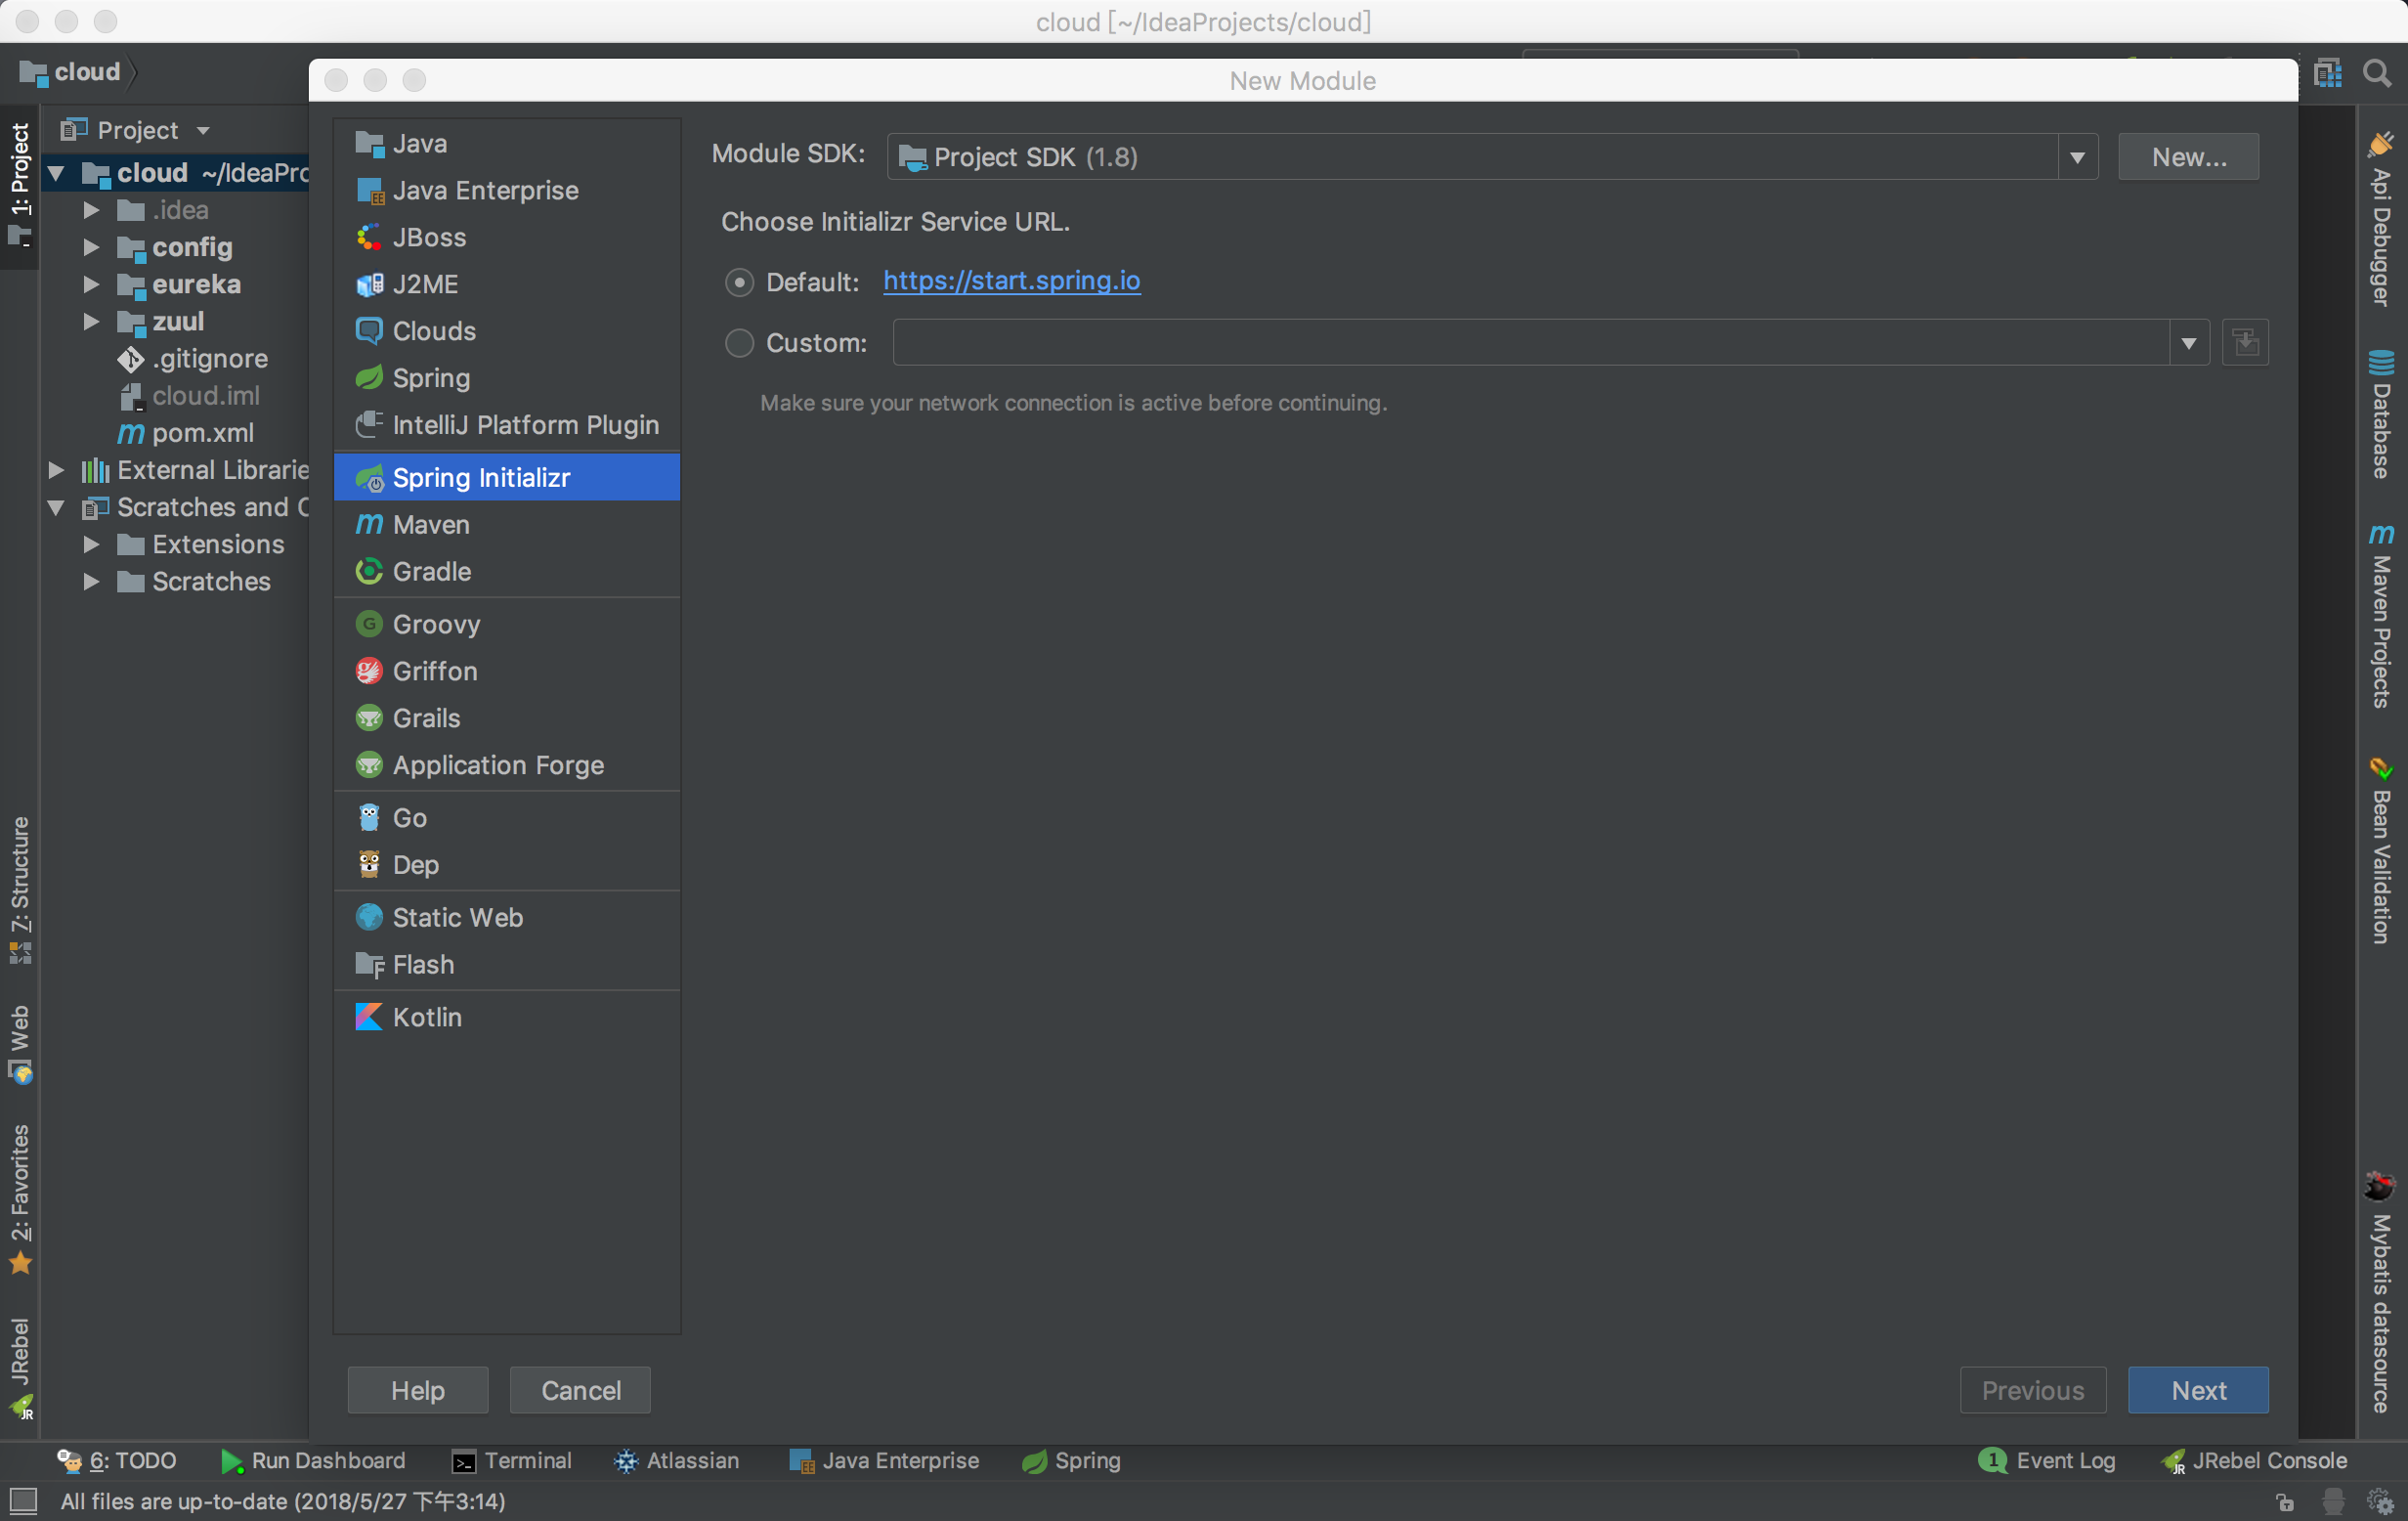 cloud [~/IdeaProjects/cloud]
cloud
New Module
1: Project
Project
cloud ~/IdeaPro
.idea
config
eureka
zuul
.gitignore
cloud.iml
pom.xml
External Librarie
Scratches and C
Extensions
Scratches
Z: Structure
Web
2: Favorites
JRebel
JR
Java
Java Enterprise
JBoss
J2ME
Clouds
Spring
IntelliJ Platform Plugin
Spring Initializr
Maven
Gradle
Groovy
Griffon
Grails
Application Forge
Go
Dep
Static Web
Flash
Kotlin
Module SDK:
Project SDK (1.8)
New...
Choose Initializr Service URL.
Default: https://start.spring.io
Custom:
Make sure your network connection is active before continuing.
Help
Cancel
Previous
Next
Api Debugger
Database
Maven Projects
Bean Validation
Mybatis datasource
6: TODO
Run Dashboard
Terminal
Atlassian
Java Enterprise
Spring
1 Event Log
JRebel Console
All files are up-to-date (2018/5/27 下午3:14)